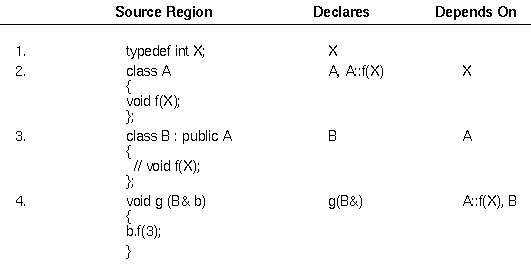 Source Region Declares Depends On
1. typedef int X; X
2. class A A, A::f(X) X
{
void f(X);
};
3. class B : public A B A
{
// void f(X);
};
4. void g (B& b) g(B&) A::f(X), B
{
b.f(3);
}